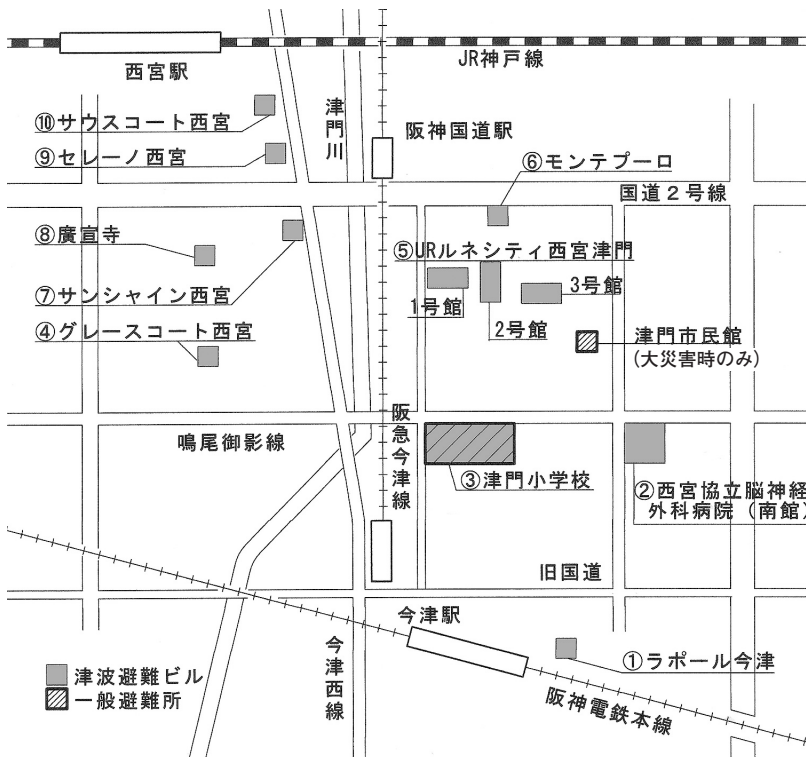 JR神戸線
西宮駅
⑩サウスコート西宮
津門川
阪神国道駅
⑨セレーノ西宮
⑥モンテプーロ
国道２号線
⑧廣宣寺
⑤URルネシティ西宮津門
⑦サンシャイン西宮
1号館
2号館
3号館
④グレースコート西宮
津門市民館
(大災害時のみ)
鳴尾御影線
阪急今津線
③津門小学校
②西宮協立脳神経
外科病院（南館）
旧国道
今津駅
今津西線
①ラポール今津
阪神電鉄本線
津波避難ビル
一般避難所